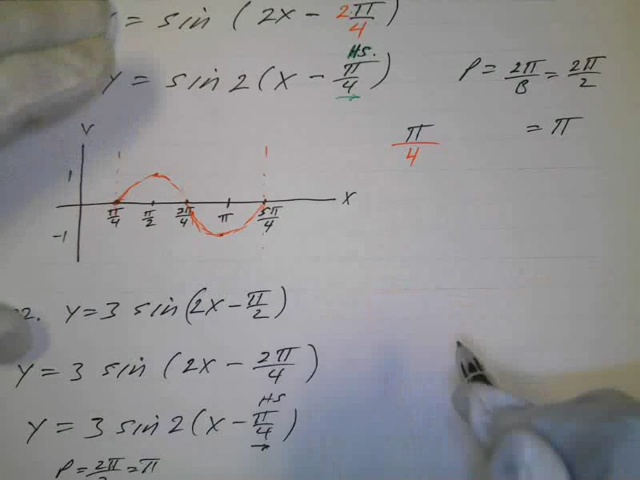 y = sin (2x - 2π/4)
HS
y = sin 2 (x - π/4)
P = 2π/B = 2π/2
= π
π/4
y
1
-1
π/4 π/2 3π/4 π 5π/4 x
2. y = 3 sin(2x - π/2)
y = 3 sin (2x - 2π/4)
HS
y = 3 sin 2(x - π/4)
P = 2π/2 = π